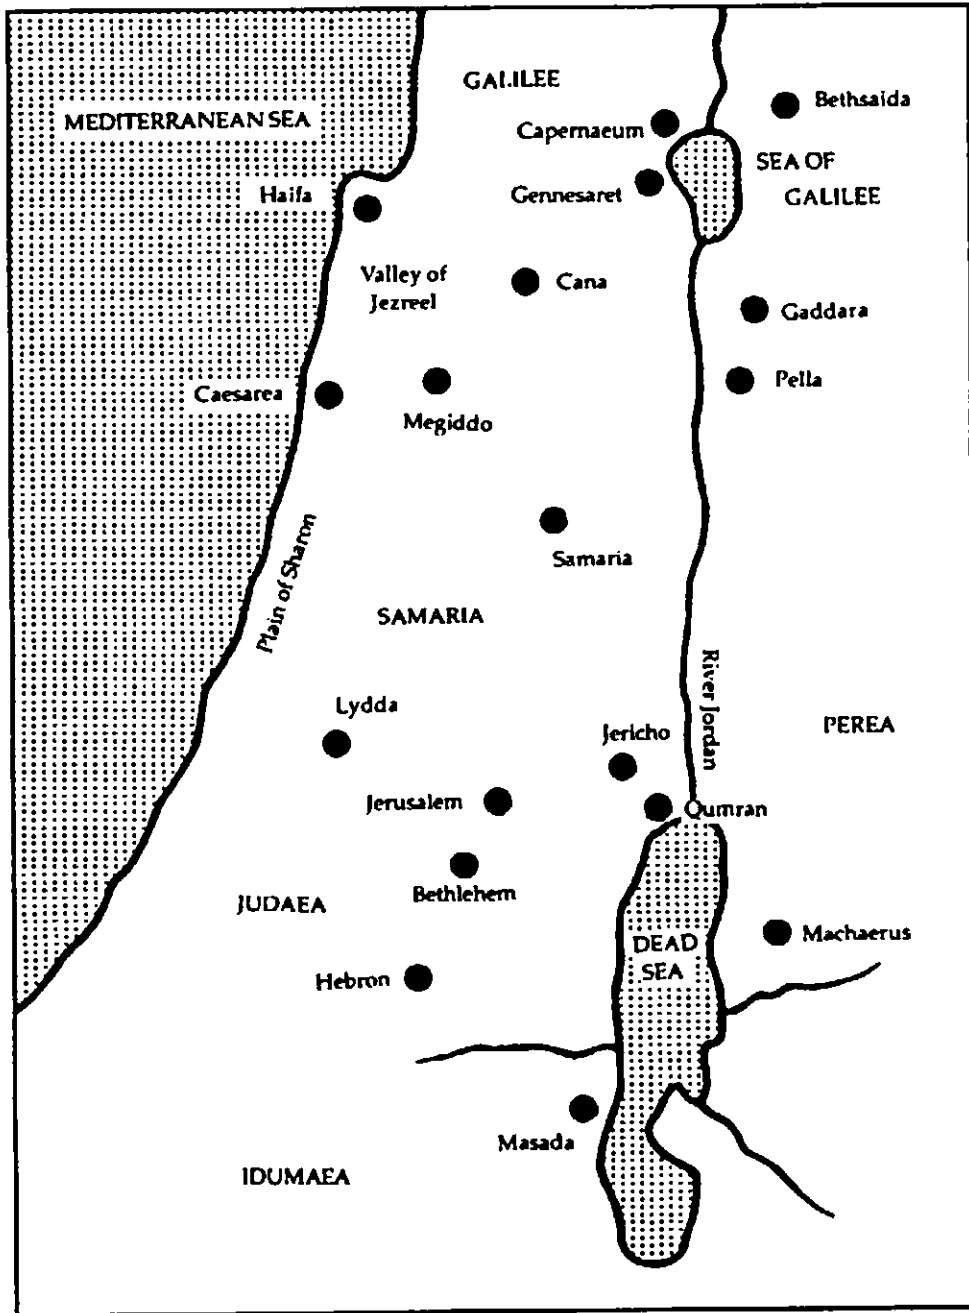 GALILEE
MEDITERRANEAN SEA
Bethsaida
Capernaeum
SEA OF
GALILEE
Haifa
Gennesaret
Valley of
Jezreel
Cana
Gaddara
Caesarea
Megiddo
Pella
Plain of Sharon
Samaria
SAMARIA
River Jordan
Lydda
Jericho
PEREA
Jerusalem
Qumran
Bethlehem
JUDAEA
DEAD
SEA
Machaerus
Hebron
Masada
IDUMAEA